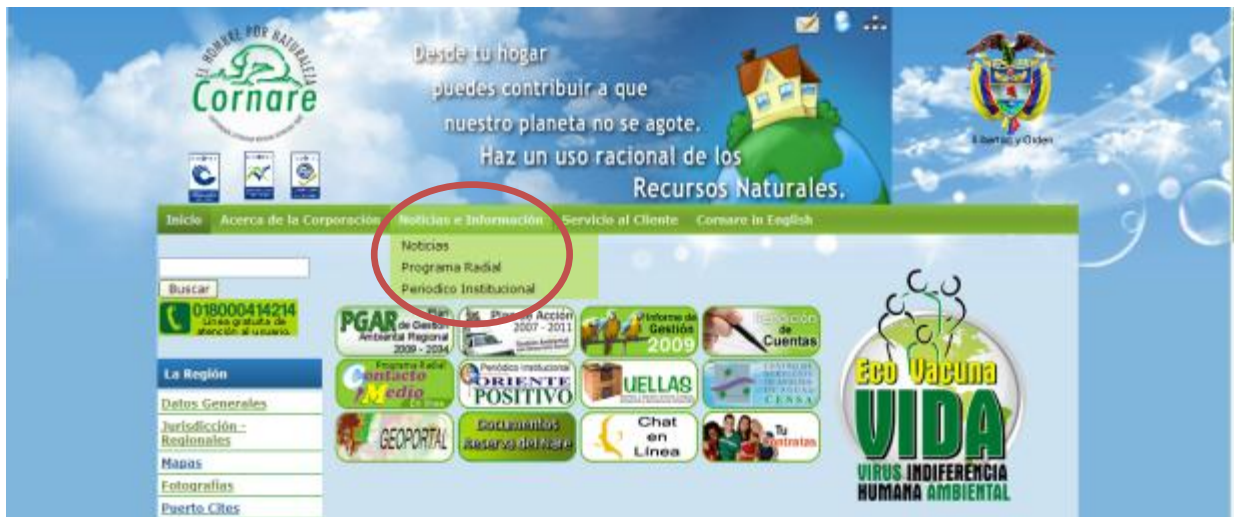 EL HOMBRE POR NATURALEZA
Cornare
Desde tu hogar
puedes contribuir a que
nuestro planeta no se agote.
Haz un uso racional de los
Recursos Naturales.
Libertad y Orden
Inicio
Acerca de la Corporación
Noticias e Información
Servicio al Cliente
Cornare in English
Noticias
Programa Radial
Periodico Institucional
Buscar
018000414214
Línea gratuita de
atención al usuario.
La Región
Datos Generales
Jurisdicción -
Regionales
Mapas
Fotografías
Puerto Cites
PGAR
Plan
de Gestión
Ambiental Regional
2009 - 2034
Plan de Acción
2007 - 2011
Informe de
Gestión
2009
Rendición
de
Cuentas
Programa Radial
Contacto
Medio
Periódico Institucional
ORIENTE
POSITIVO
HUELLAS
CENSA
GEOPORTAL
Documentos
Reserva del Nare
Chat
en
Línea
Tu
Contratas
Eco Vacuna
VIDA
VIRUS INDIFERENCIA
HUMANA AMBIENTAL